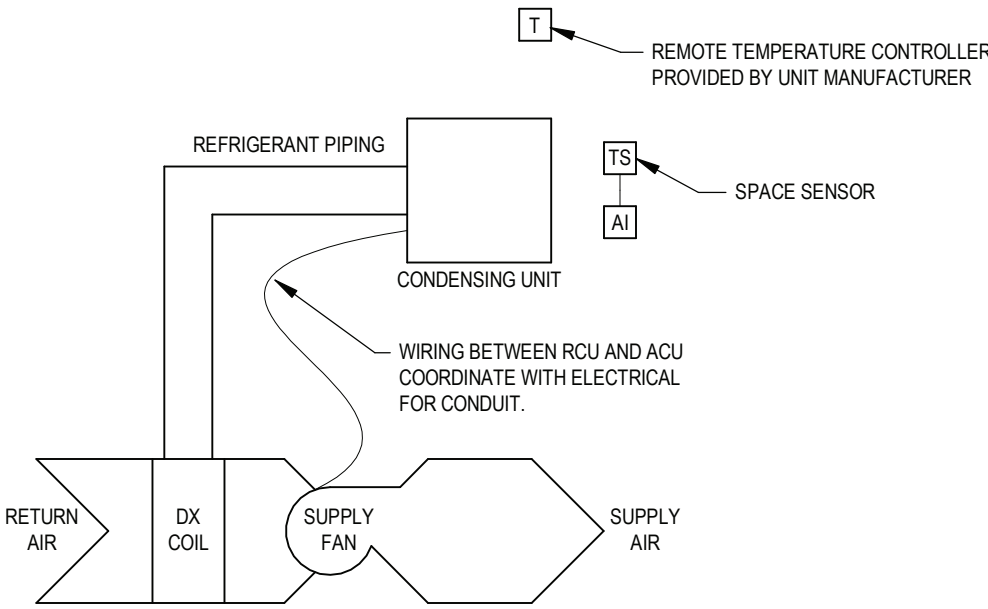 T
REMOTE TEMPERATURE CONTROLLER
PROVIDED BY UNIT MANUFACTURER
REFRIGERANT PIPING
TS
SPACE SENSOR
AI
CONDENSING UNIT
WIRING BETWEEN RCU AND ACU
COORDINATE WITH ELECTRICAL
FOR CONDUIT.
RETURN
AIR
DX
COIL
SUPPLY
FAN
SUPPLY
AIR